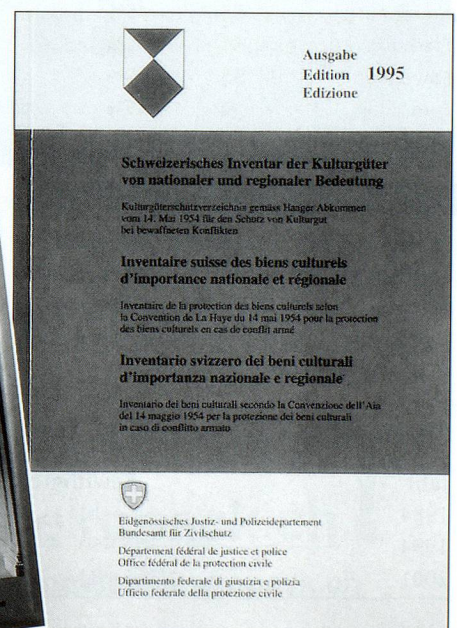 Ausgabe
Edition 1995
Edizione
Schweizerisches Inventar der Kulturgüter
von nationaler und regionaler Bedeutung
Kulturgüterschutzverzeichnis gemäss Haager Abkommen
vom 14. Mai 1954 für den Schutz von Kulturgut
bei bewaffneten Konflikten
Inventaire suisse des biens culturels
d'importance nationale et régionale
Inventaire de la protection des biens culturels selon
la Convention de La Haye du 14 mai 1954 pour la protection
des biens culturels en cas de conflit armé
Inventario svizzero dei beni culturali
d'importanza nazionale e regionale
Inventario dei beni culturali secondo la Convenzione dell'Aia
del 14 maggio 1954 per la protezione dei beni culturali
in caso di conflitto armato
Eidgenössisches Justiz- und Polizeidepartement
Bundesamt für Zivilschutz
Département fédéral de justice et police
Office fédéral de la protection civile
Dipartimento federale di giustizia e polizia
Ufficio federale della protezione civile